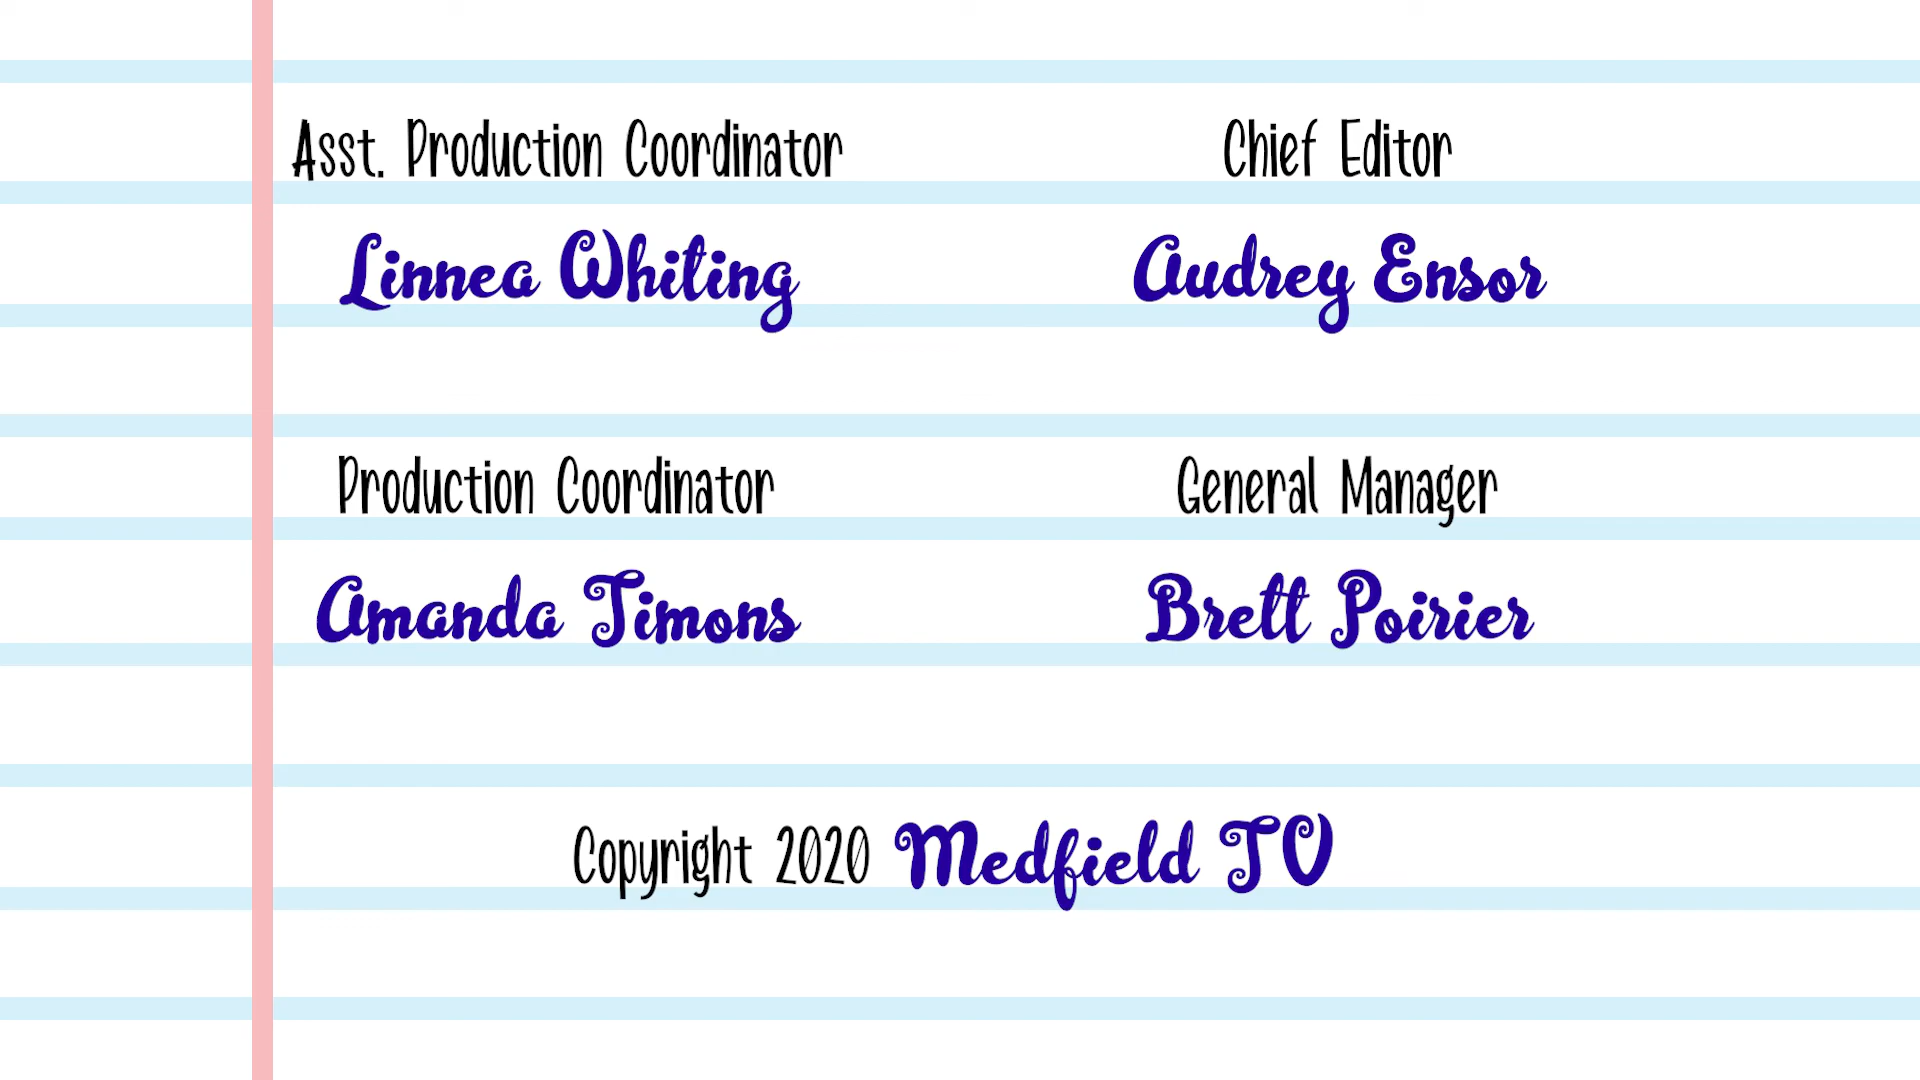 Asst. Production Coordinator
Linnea Whiting
Chief Editor
Audrey Ensor
Production Coordinator
Amanda Timons
General Manager
Brett Poirier
Copyright 2020 Medfield TV